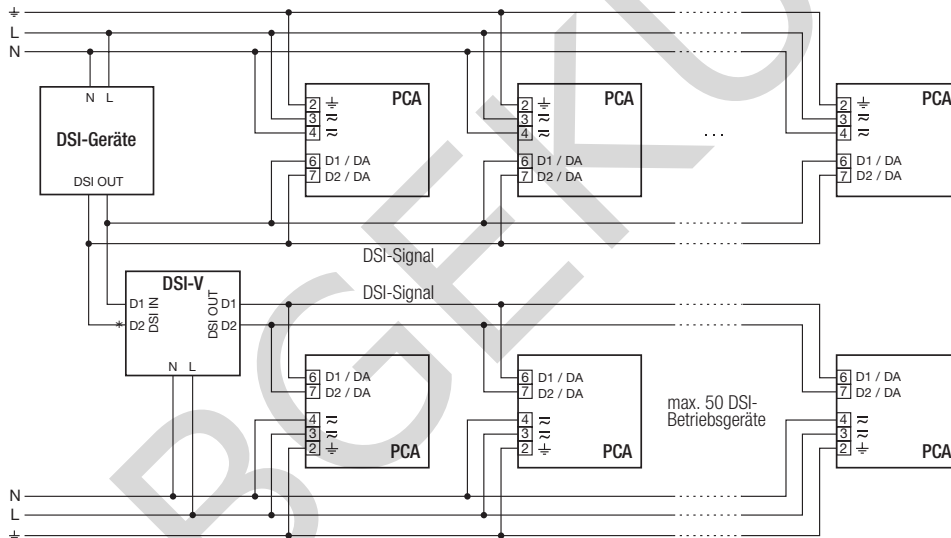 ⏚
L
N
N L
DSI-Geräte
DSI OUT
PCA
2 ⏚
3 ≂
4 ≂
6 D1 / DA
7 D2 / DA
PCA
2 ⏚
3 ≂
4 ≂
6 D1 / DA
7 D2 / DA
...
PCA
2 ⏚
3 ≂
4 ≂
6 D1 / DA
7 D2 / DA
DSI-Signal
DSI-Signal
DSI-V
D1
*D2
DSI IN
DSI OUT
D1
D2
N L
6 D1 / DA
7 D2 / DA
4 ≂
3 ≂
2 ⏚
PCA
6 D1 / DA
7 D2 / DA
4 ≂
3 ≂
2 ⏚
PCA
max. 50 DSI-
Betriebsgeräte
6 D1 / DA
7 D2 / DA
4 ≂
3 ≂
2 ⏚
PCA
N
L
⏚
BGEKU